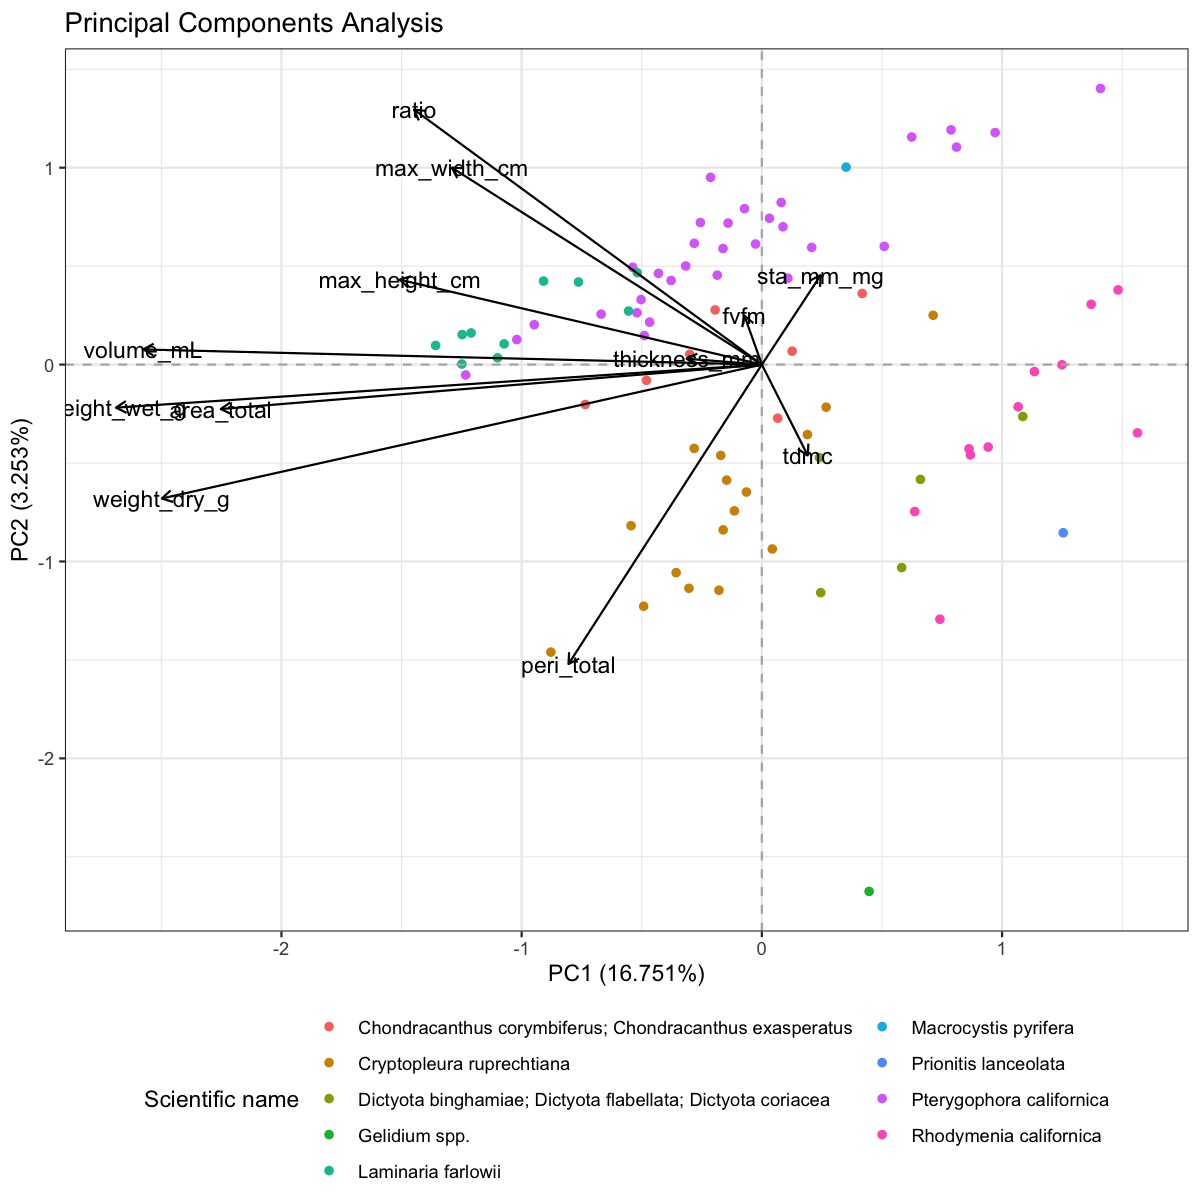 Principal Components Analysis
ratio
max_width_cm
max_height_cm
sta_mm_mg
fvfm
volume_mL
thickness_mm
eight_wet_g
area_total
tdmc
weight_dry_g
peri_total
1
0
-1
-2
PC2 (3.253%)
-2
-1
0
1
PC1 (16.751%)
Scientific name
Chondracanthus corymbiferus; Chondracanthus exasperatus
Cryptopleura ruprechtiana
Dictyota binghamiae; Dictyota flabellata; Dictyota coriacea
Gelidium spp.
Laminaria farlowii
Macrocystis pyrifera
Prionitis lanceolata
Pterygophora californica
Rhodymenia californica